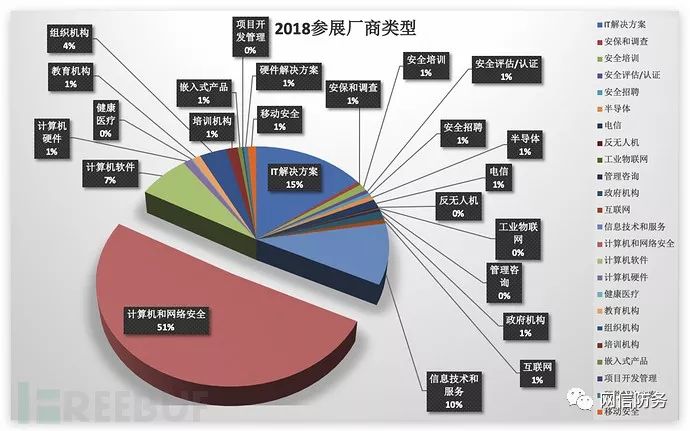 2018参展厂商类型
组织机构
4%
项目开
发管理
0%
硬件解决方案
1%
安保和调查
1%
安全培训
1%
安全评估/认证
1%
教育机构
1%
嵌入式产品
1%
移动安全
1%
安全招聘
1%
健康
医疗
0%
培训机构
1%
半导体
1%
计算机
硬件
1%
计算机软件
7%
IT解决方案
15%
电信
1%
反无人机
0%
工业物联
网
0%
管理咨询
0%
政府机构
1%
互联网
1%
信息技术和
服务
10%
计算机和网络安全
51%
IT解决方案
安保和调查
安全培训
安全评估/认证
安全招聘
半导体
电信
反无人机
工业物联网
管理咨询
政府机构
互联网
信息技术和服务
计算机和网络安全
计算机软件
计算机硬件
健康医疗
教育机构
组织机构
培训机构
嵌入式产品
项目开发管理
移动安全
FREEBUF
网信防务